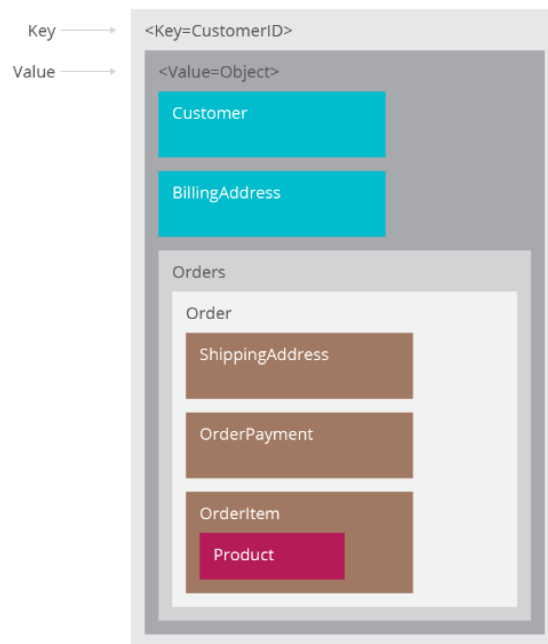 Key
<Key=CustomerID>
Value
<Value=Object>
Customer
BillingAddress
Orders
Order
ShippingAddress
OrderPayment
OrderItem
Product